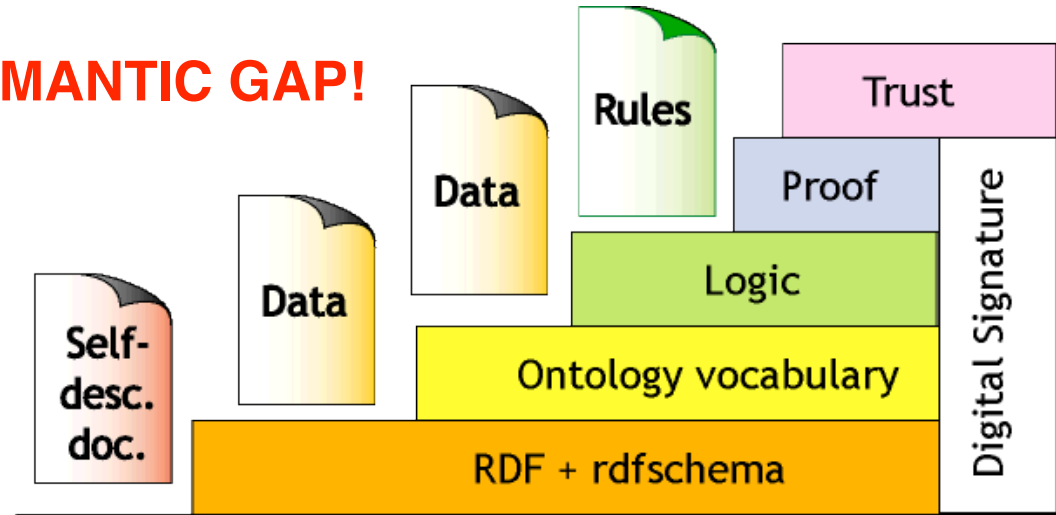 MANTIC GAP!
Rules
Trust
Data
Proof
Data
Logic
Self-
desc.
doc.
Ontology vocabulary
RDF + rdfschema
Digital Signature